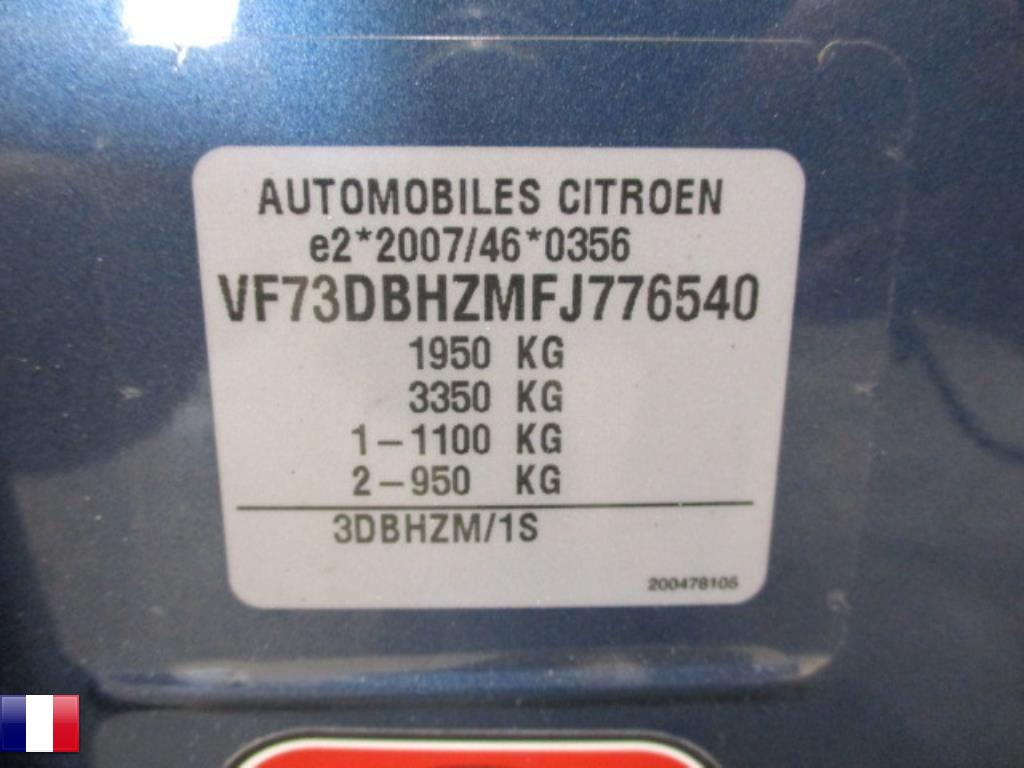 AUTOMOBILES CITROEN
e2*2007/46*0356
VF73DBHZMFJ776540
1950 KG
3350 KG
1-1100 KG
2-950 KG
3DBHZM/1S
200478105